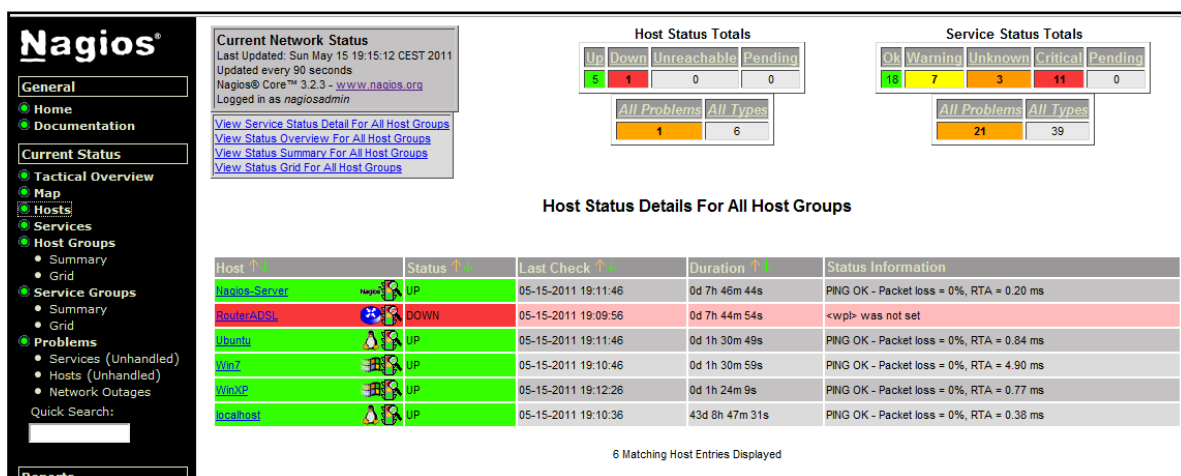 Nagios®
General
Home
Documentation
Current Status
Tactical Overview
Map
Hosts
Services
Host Groups
Summary
Grid
Service Groups
Summary
Grid
Problems
Services (Unhandled)
Hosts (Unhandled)
Network Outages
Quick Search:
Reports
Current Network Status
Last Updated: Sun May 15 19:15:12 CEST 2011
Updated every 90 seconds
Nagios® Core™ 3.2.3 - www.nagios.org
Logged in as nagiosadmin
View Service Status Detail For All Host Groups
View Status Overview For All Host Groups
View Status Summary For All Host Groups
View Status Grid For All Host Groups
Host Status Totals
Up Down Unreachable Pending
5 1 0 0
All Problems All Types
1 6
Service Status Totals
Ok Warning Unknown Critical Pending
18 7 3 11 0
All Problems All Types
21 39
Host Status Details For All Host Groups
Host Status Last Check Duration Status Information
Nagios-Server Nagios UP 05-15-2011 19:11:46 0d 7h 46m 44s PING OK - Packet loss = 0%, RTA = 0.20 ms
RouterADSL DOWN 05-15-2011 19:09:56 0d 7h 44m 54s <wpl> was not set
Ubuntu UP 05-15-2011 19:11:46 0d 1h 30m 49s PING OK - Packet loss = 0%, RTA = 0.84 ms
Win7 UP 05-15-2011 19:10:46 0d 1h 30m 59s PING OK - Packet loss = 0%, RTA = 4.90 ms
WinXP UP 05-15-2011 19:12:26 0d 1h 24m 9s PING OK - Packet loss = 0%, RTA = 0.77 ms
localhost UP 05-15-2011 19:10:36 43d 8h 47m 31s PING OK - Packet loss = 0%, RTA = 0.38 ms
6 Matching Host Entries Displayed